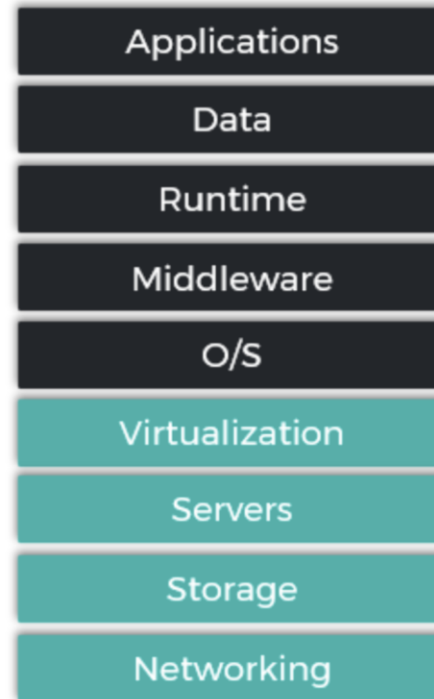 Applications
Data
Runtime
Middleware
O/S
Virtualization
Servers
Storage
Networking